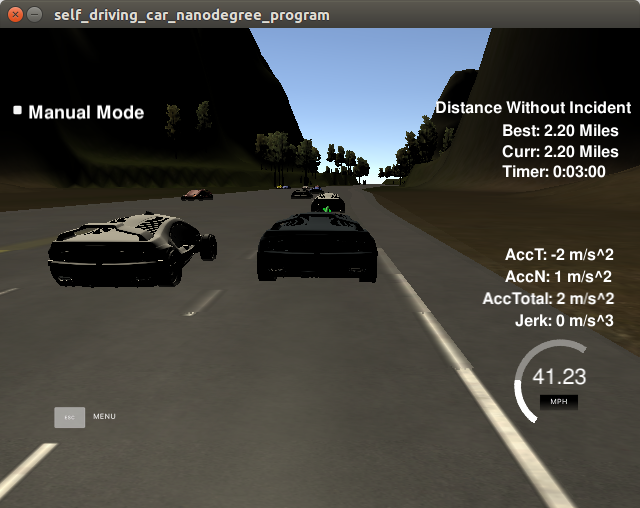 self_driving_car_nanodegree_program
Manual Mode
Distance Without Incident
Best: 2.20 Miles
Curr: 2.20 Miles
Timer: 0:03:00
AccT: -2 m/s^2
AccN: 1 m/s^2
AccTotal: 2 m/s^2
Jerk: 0 m/s^3
41.23
MPH
ESC MENU